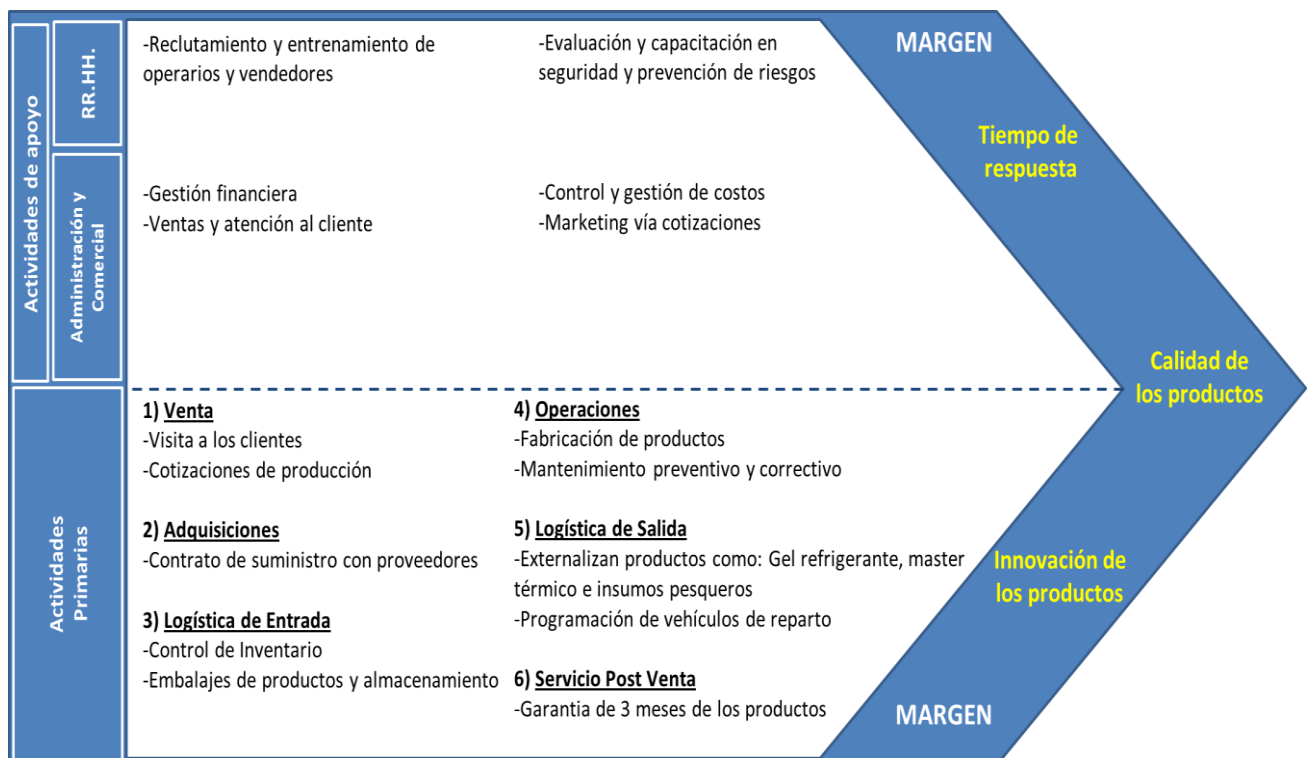 Actividades de apoyo
RR.HH.
-Reclutamiento y entrenamiento de
operarios y vendedores
-Evaluación y capacitación en
seguridad y prevención de riesgos
Administración y
Comercial
-Gestión financiera
-Ventas y atención al cliente
-Control y gestión de costos
-Marketing vía cotizaciones
Actividades
Primarias
1) Venta
-Visita a los clientes
-Cotizaciones de producción
2) Adquisiciones
-Contrato de suministro con proveedores
3) Logística de Entrada
-Control de Inventario
-Embalajes de productos y almacenamiento
4) Operaciones
-Fabricación de productos
-Mantenimiento preventivo y correctivo
5) Logística de Salida
-Externalizan productos como: Gel refrigerante, master
térmico e insumos pesqueros
-Programación de vehículos de reparto
6) Servicio Post Venta
-Garantia de 3 meses de los productos
MARGEN
Tiempo de
respuesta
Calidad de
los productos
Innovación de
los productos
MARGEN